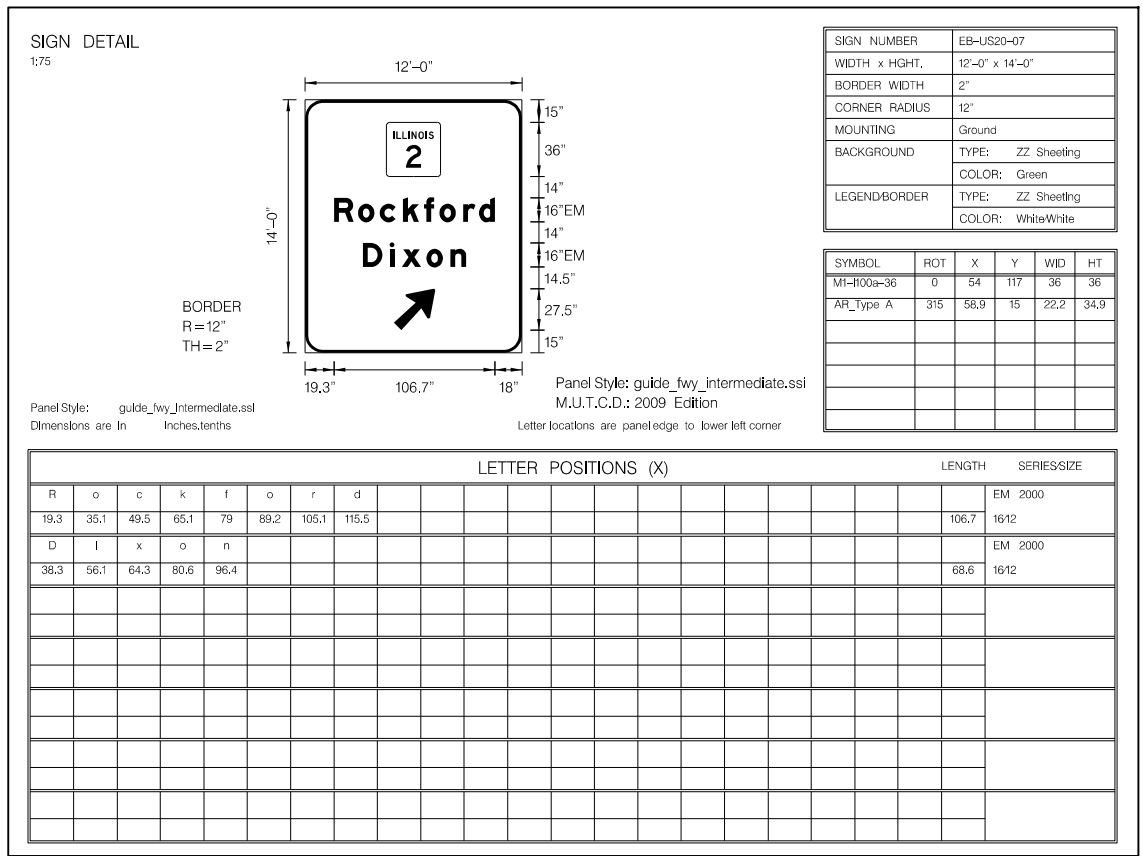 SIGN DETAIL
1:75
12'-0"
14'-0"
ILLINOIS
2
Rockford
Dixon
15"
36"
14"
16"EM
14"
16"EM
14.5"
27.5"
15"
BORDER
R=12"
TH=2"
19.3" 106.7" 18"
Panel Style: guide_fwy_intermediate.ssi
M.U.T.C.D.: 2009 Edition
Panel Style: guide_fwy_intermediate.ssi
Dimensions are in inches.tenths
Letter locations are panel edge to lower left corner
SIGN NUMBER EB-US20-07
WIDTH x HGHT. 12'-0" x 14'-0"
BORDER WIDTH 2"
CORNER RADIUS 12"
MOUNTING Ground
BACKGROUND TYPE: ZZ Sheeting
COLOR: Green
LEGEND/BORDER TYPE: ZZ Sheeting
COLOR: White/White
SYMBOL ROT X Y WID HT
M1-I100a-36 0 54 117 36 36
AR_Type A 315 58.9 15 22.2 34.9
LETTER POSITIONS (X) LENGTH SERIES/SIZE
R o c k f o r d EM 2000
19.3 35.1 49.5 65.1 79 89.2 105.1 115.5 106.7 16/12
D i x o n EM 2000
38.3 56.1 64.3 80.6 96.4 68.6 16/12